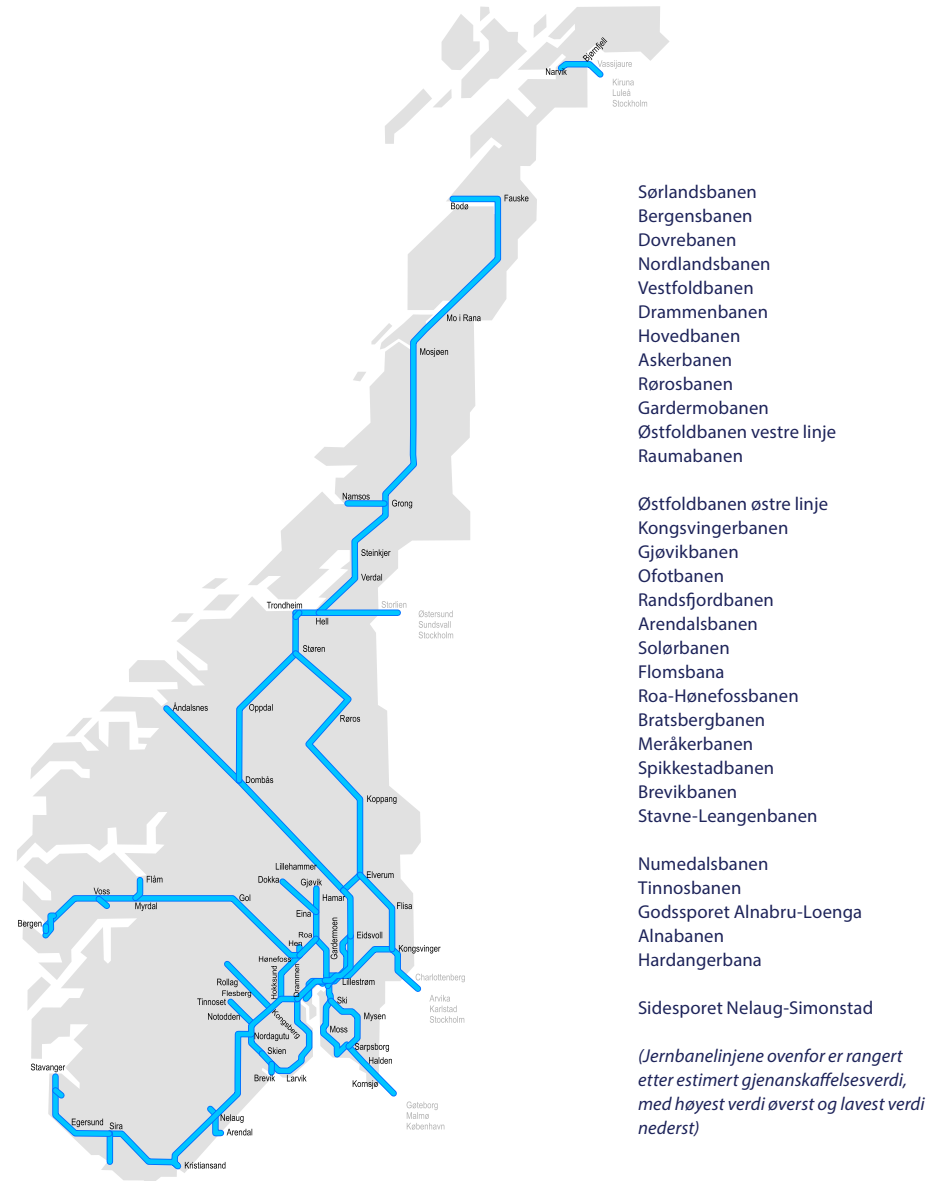 Bjørnfjell
Vassijaure
Narvik
Kiruna
Luleå
Stockholm
Fauske
Bodø
Mo i Rana
Mosjøen
Namsos
Grong
Steinkjer
Verdal
Trondheim
Storlien
Hell
Østersund
Sundsvall
Stockholm
Støren
Åndalsnes
Oppdal
Røros
Dombås
Koppang
Lillehammer
Elverum
Dokka
Gjøvik
Flåm
Voss
Hamar
Gol
Myrdal
Flisa
Eina
Bergen
Roa
Gardermoen
Eidsvoll
Hen
Kongsvinger
Hønefoss
Drammen
Hokksund
Lillestrøm
Charlottenberg
Rollag
Flesberg
Arvika
Karlstad
Stockholm
Tinnoset
Ski
Notodden
Kongsberg
Mysen
Moss
Nordagutu
Sarpsborg
Skien
Halden
Stavanger
Brevik
Larvik
Kornsjø
Gøteborg
Malmø
København
Nelaug
Egersund
Sira
Arendal
Kristiansand
Sørlandsbanen
Bergensbanen
Dovrebanen
Nordlandsbanen
Vestfoldbanen
Drammenbanen
Hovedbanen
Askerbanen
Rørosbanen
Gardermobanen
Østfoldbanen vestre linje
Raumabanen
Østfoldbanen østre linje
Kongsvingerbanen
Gjøvikbanen
Ofotbanen
Randsfjordbanen
Arendalsbanen
Solørbanen
Flomsbana
Roa-Hønefossbanen
Bratsbergbanen
Meråkerbanen
Spikkestadbanen
Brevikbanen
Stavne-Leangenbanen
Numedalsbanen
Tinnosbanen
Godssporet Alnabru-Loenga
Alnabanen
Hardangerbana
Sidesporet Nelaug-Simonstad
(Jernbanelinjene ovenfor er rangert
etter estimert gjenanskaffelsesverdi,
med høyest verdi øverst og lavest verdi
nederst)